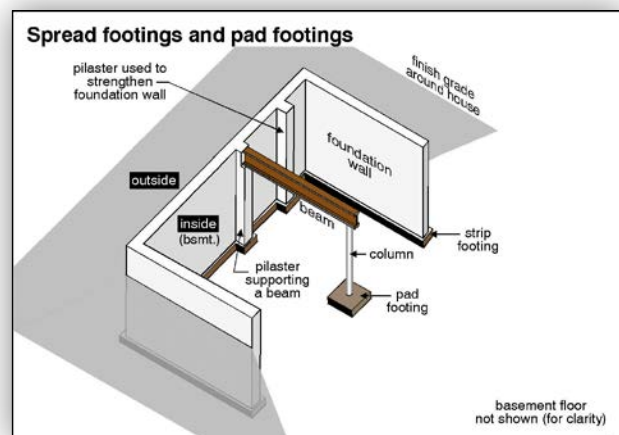 Spread footings and pad footings
pilaster used to
strengthen
foundation wall
finish grade
around house
foundation
wall
outside
inside
(bsmt.)
beam
strip
footing
column
pilaster
supporting
a beam
pad
footing
basement floor
not shown (for clarity)